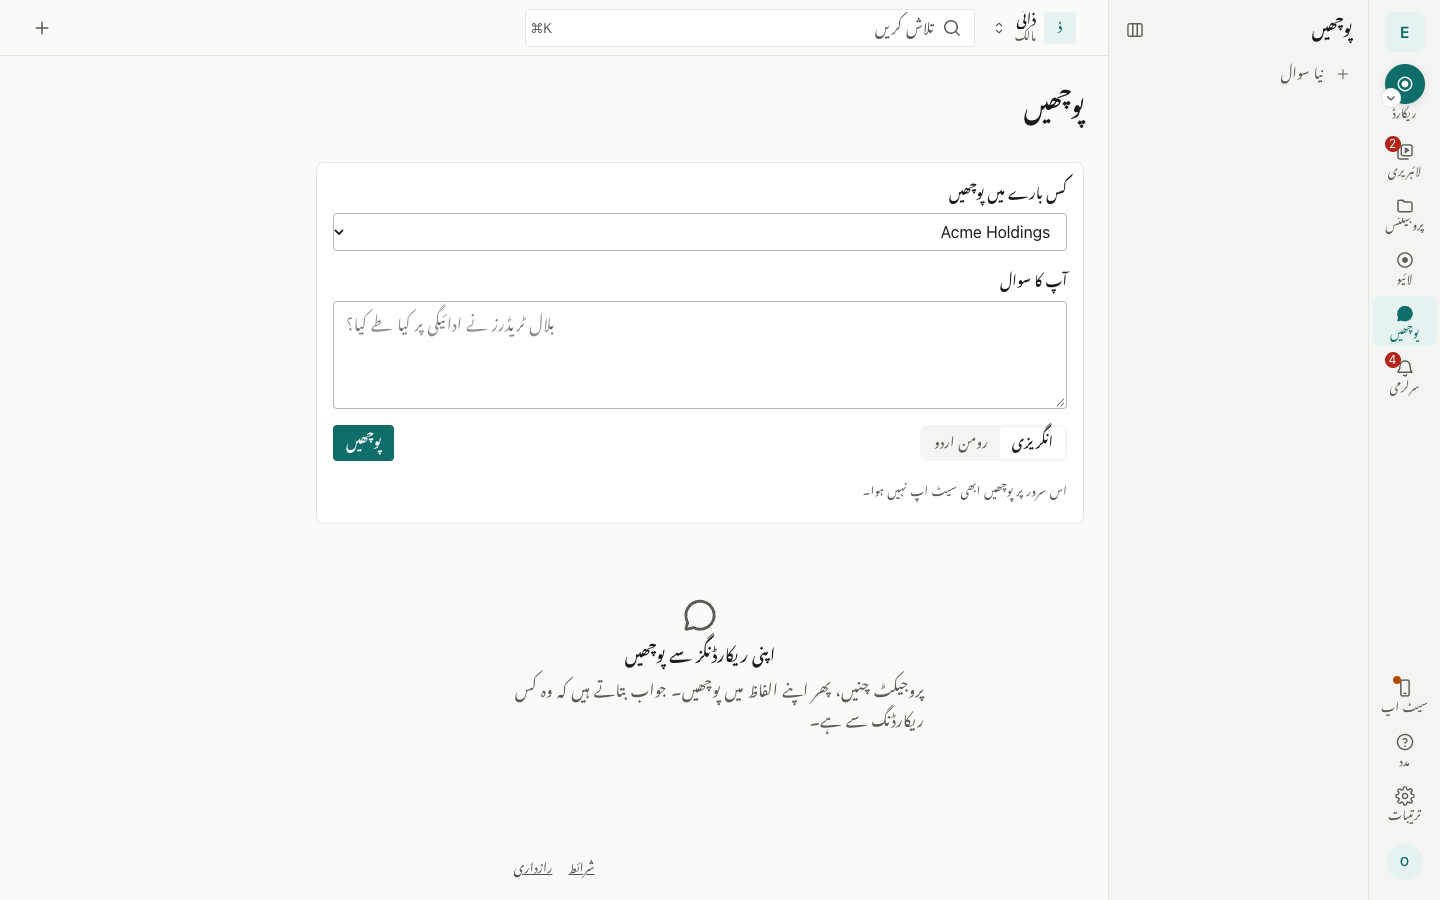 E
ریکارڈ
2
لائبریری
پروجیکٹس
لائیو
پوچھیں
4
سرگرمی
سیٹ اپ
مدد
ترتیبات
O
پوچھیں
نیا سوال
ذ
ذاتی
مالک
تلاش کریں
⌘K
پوچھیں
کس بارے میں پوچھیں
Acme Holdings
آپ کا سوال
بلال ٹریڈرز نے ادائیگی پر کیا طے کیا؟
انگریزی
رومن اردو
پوچھیں
اس سرور پر پوچھیں ابھی سیٹ اپ نہیں ہوا۔
اپنی ریکارڈنگز سے پوچھیں
پروجیکٹ چنیں، پھر اپنے الفاظ میں پوچھیں۔ جواب بتاتے ہیں کہ وہ کس
ریکارڈنگ سے ہے۔
شرائط
رازداری